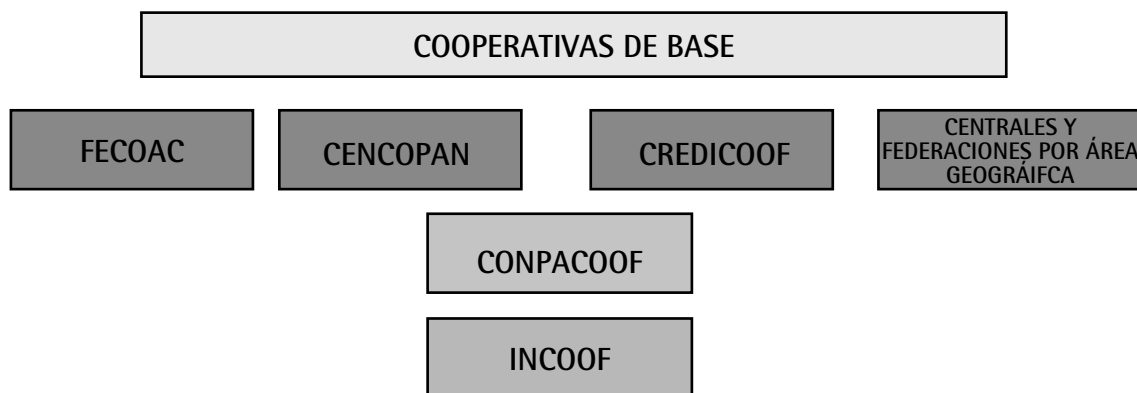 COOPERATIVAS DE BASE
FECOAC
CENCOPAN
CREDICOOF
CENTRALES Y
FEDERACIONES POR ÁREA
GEOGRÁIFCA
CONPACOOF
INCOOF